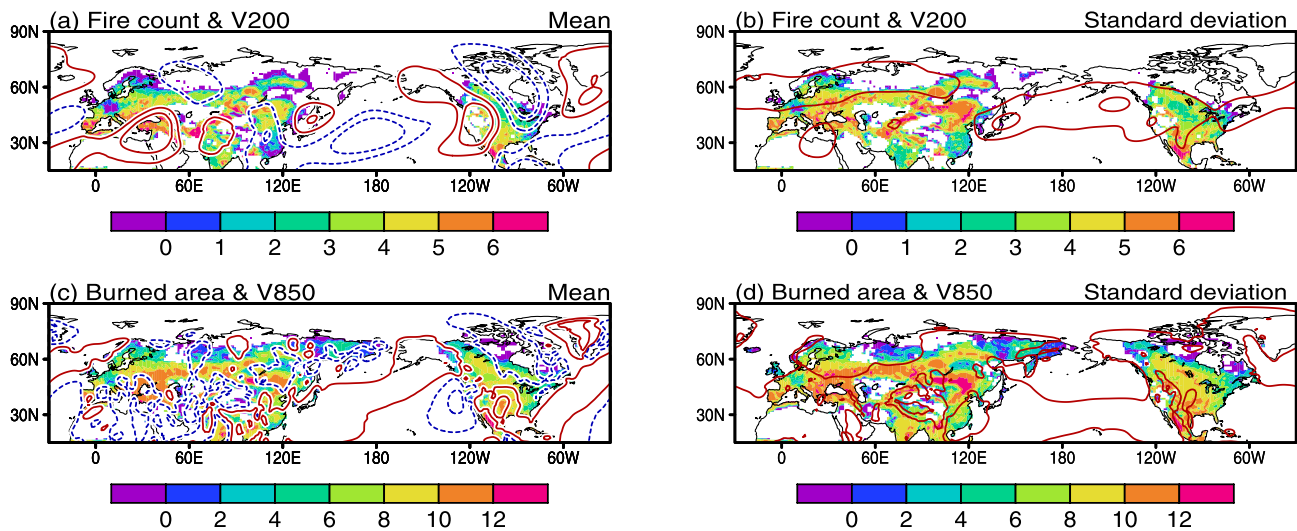 (a) Fire count & V200 Mean
90N
60N
30N
0 60E 120E 180 120W 60W
0 1 2 3 4 5 6
(b) Fire count & V200 Standard deviation
90N
60N
30N
0 60E 120E 180 120W 60W
0 1 2 3 4 5 6
(c) Burned area & V850 Mean
90N
60N
30N
0 60E 120E 180 120W 60W
0 2 4 6 8 10 12
(d) Burned area & V850 Standard deviation
90N
60N
30N
0 60E 120E 180 120W 60W
0 2 4 6 8 10 12